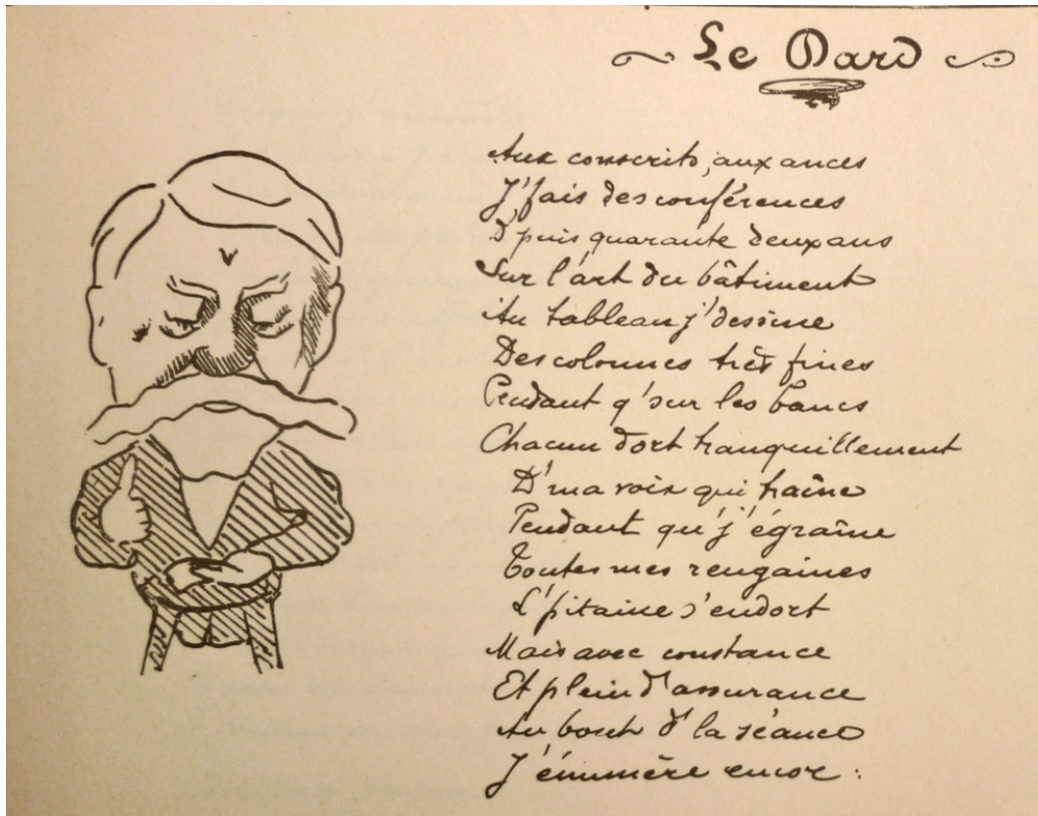 Le Dard
Aux conscrits, aux ances
J'fais des conférences
D'puis quarante deux ans
Sur l'art du bâtiment
Au tableau j'dessine
Des colonnes très fines
Pendant q'sur les bancs
Chacun dort tranquillement
D'ma voix qui traîne
Pendant qu'j'égraîne
Toutes mes rengaines
L'pitaine s'endort
Mais avec constance
Et plein d'assurance
Au bout d'la séance
J'énumère encor :